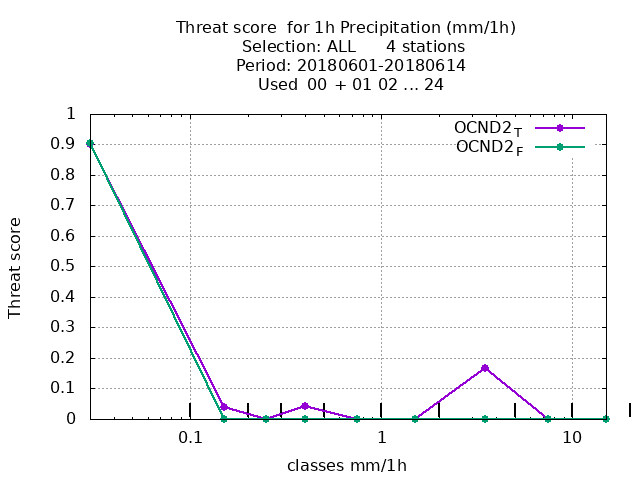 Threat score  for 1h Precipitation (mm/1h)
Selection: ALL      4 stations
Period: 20180601-20180614
Used  00  + 01 02 ... 24
OCND2T
OCND2F
1
0.9
0.8
0.7
0.6
0.5
0.4
0.3
0.2
0.1
0
Threat score
0.1 1 10
classes mm/1h